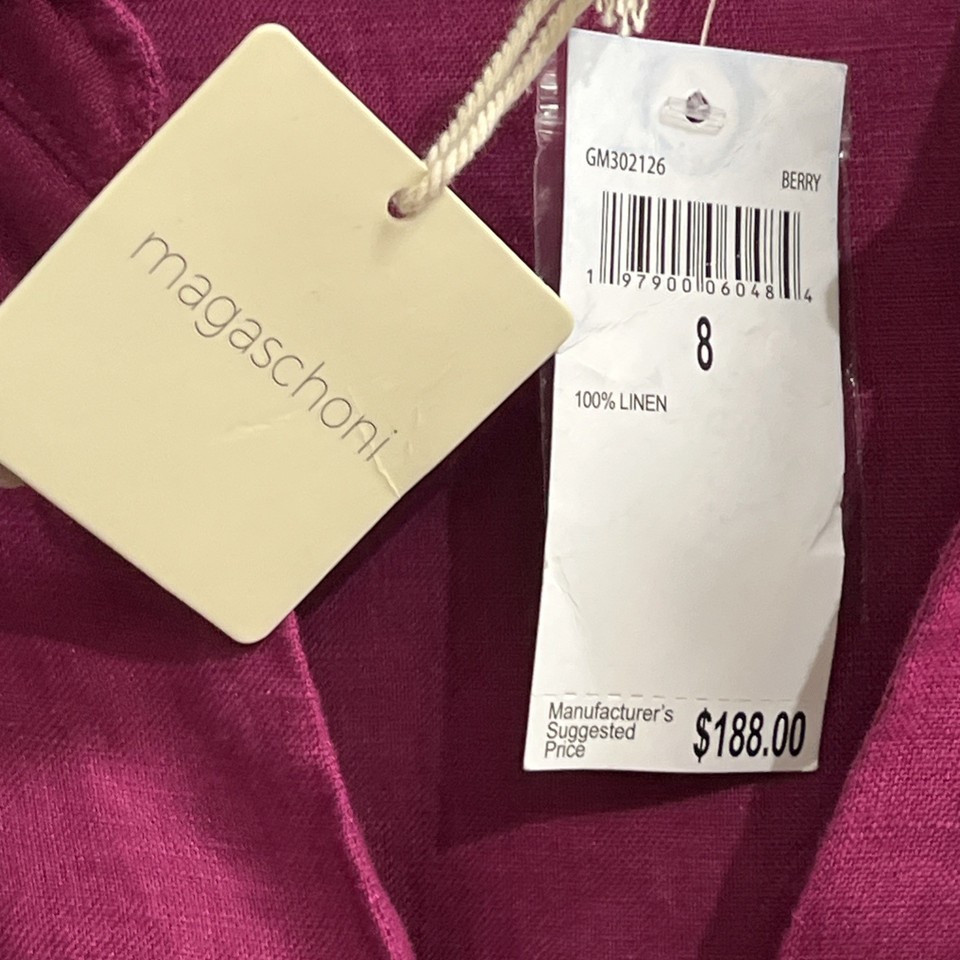 magaschoni
GM302126
BERRY
1 97900 06048 4
8
100% LINEN
Manufacturer's
Suggested
Price
$188.00